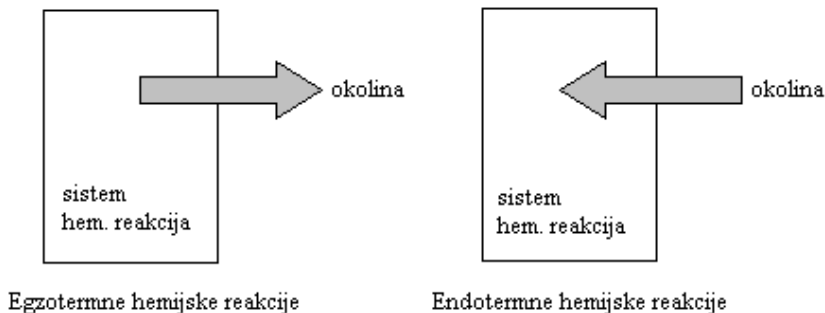 okolina
sistem
hem. reakcija
Egzotermne hemijske reakcije
okolina
sistem
hem. reakcija
Endotermne hemijske reakcije